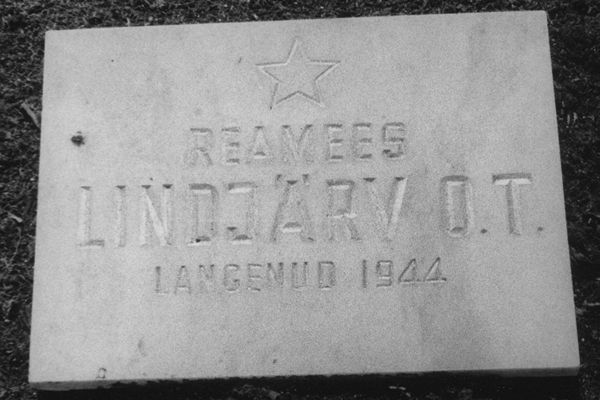 REAMEES
LINDJÄRV O.T.
LANGENUD 1944